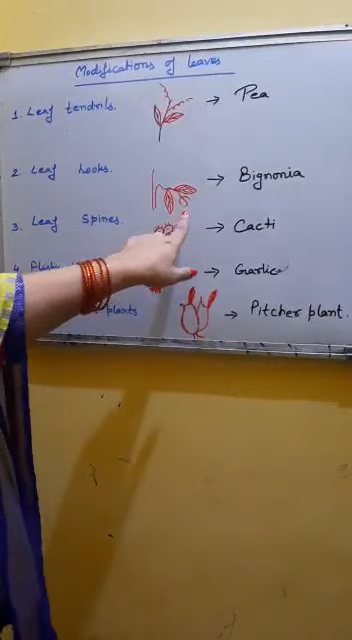 Modifications of leaves
1. Leaf tendrils. → Pea
2 Leaf hooks. → Bignonia
3. Leaf Spines. → Cacti
4. → Garlic
plants → Pitcher plant.